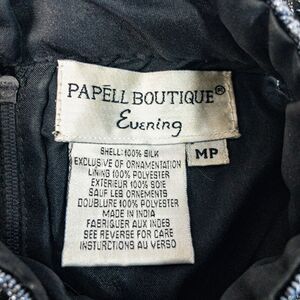 PAPELL BOUTIQUE®
Evening
MP
SHELL: 100% SILK
EXCLUSIVE OF ORNAMENTATION
LINING 100% POLYESTER
EXTERIEUR 100% SOIE
SAUF LES ORNEMENTS
DOUBLURE 100% POLYESTER
MADE IN INDIA
FABRIQUER AUX INDES
SEE REVERSE FOR CARE
INSTURCTIONS AU VERSO